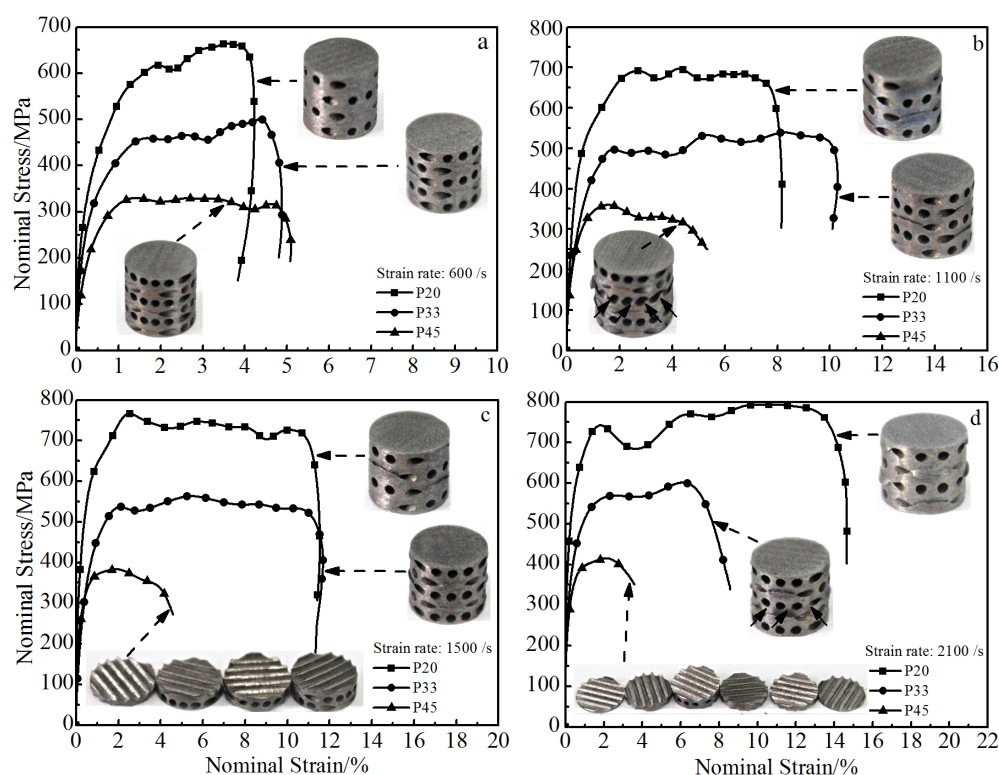 700
600
500
400
300
200
100
0
Nominal Stress/MPa
a
Strain rate: 600 /s
P20
P33
P45
0 1 2 3 4 5 6 7 8 9 10
800
700
600
500
400
300
200
100
0
b
Strain rate: 1100 /s
P20
P33
P45
0 2 4 6 8 10 12 14 16
800
700
600
500
400
300
200
100
0
Nominal Stress/MPa
c
Strain rate: 1500 /s
P20
P33
P45
0 2 4 6 8 10 12 14 16
Nominal Strain/%
800
700
600
500
400
300
200
100
0
d
Strain rate: 2100 /s
P20
P33
P45
0 2 4 6 8 10 12 14 16 18 20 22
Nominal Strain/%